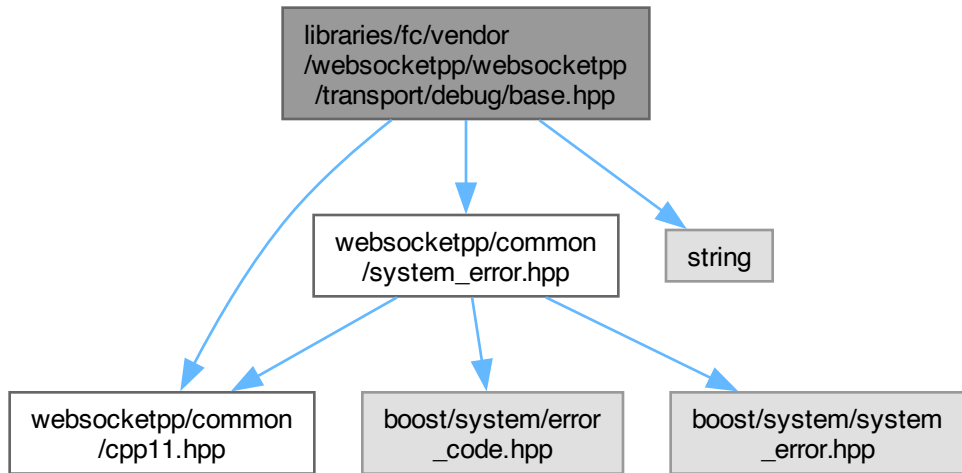 libraries/fc/vendor
/websocketpp/websocketpp
/transport/debug/base.hpp
websocketpp/common
/system_error.hpp
string
websocketpp/common
/cpp11.hpp
boost/system/error
_code.hpp
boost/system/system
_error.hpp